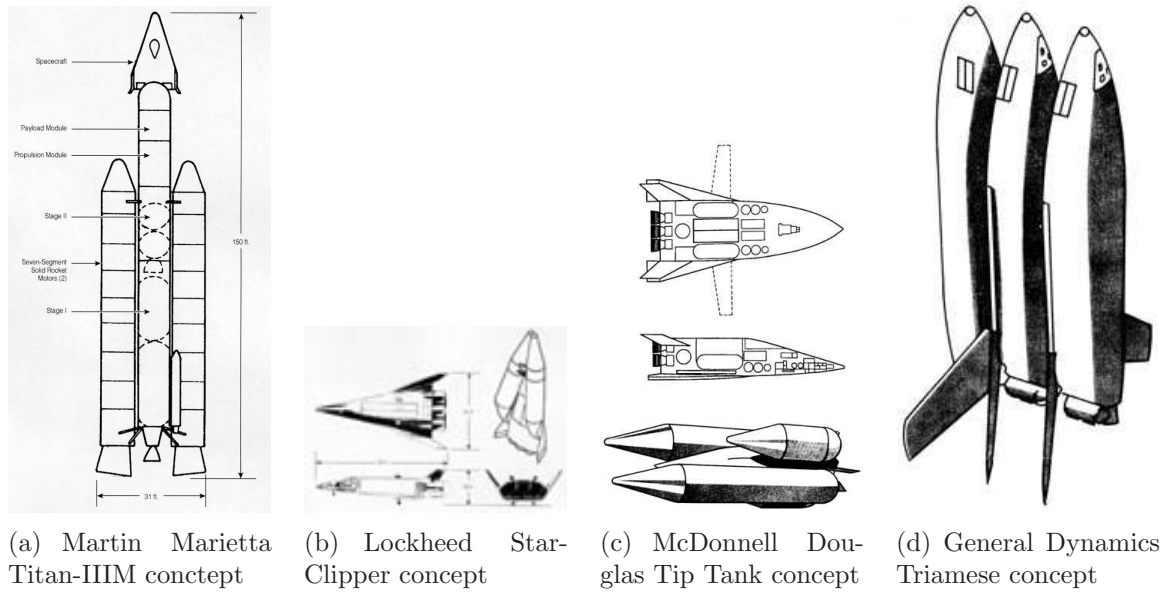 Spacecraft
Payload Module
Propulsion Module
Stage II
150 ft.
Seven-Segment
Solid Rocket
Motors (2)
Stage I
31 ft.
(a) Martin Marietta
Titan-IIIM conctept
(b) Lockheed Star-
Clipper concept
(c) McDonnell Dou-
glas Tip Tank concept
(d) General Dynamics
Triamese concept